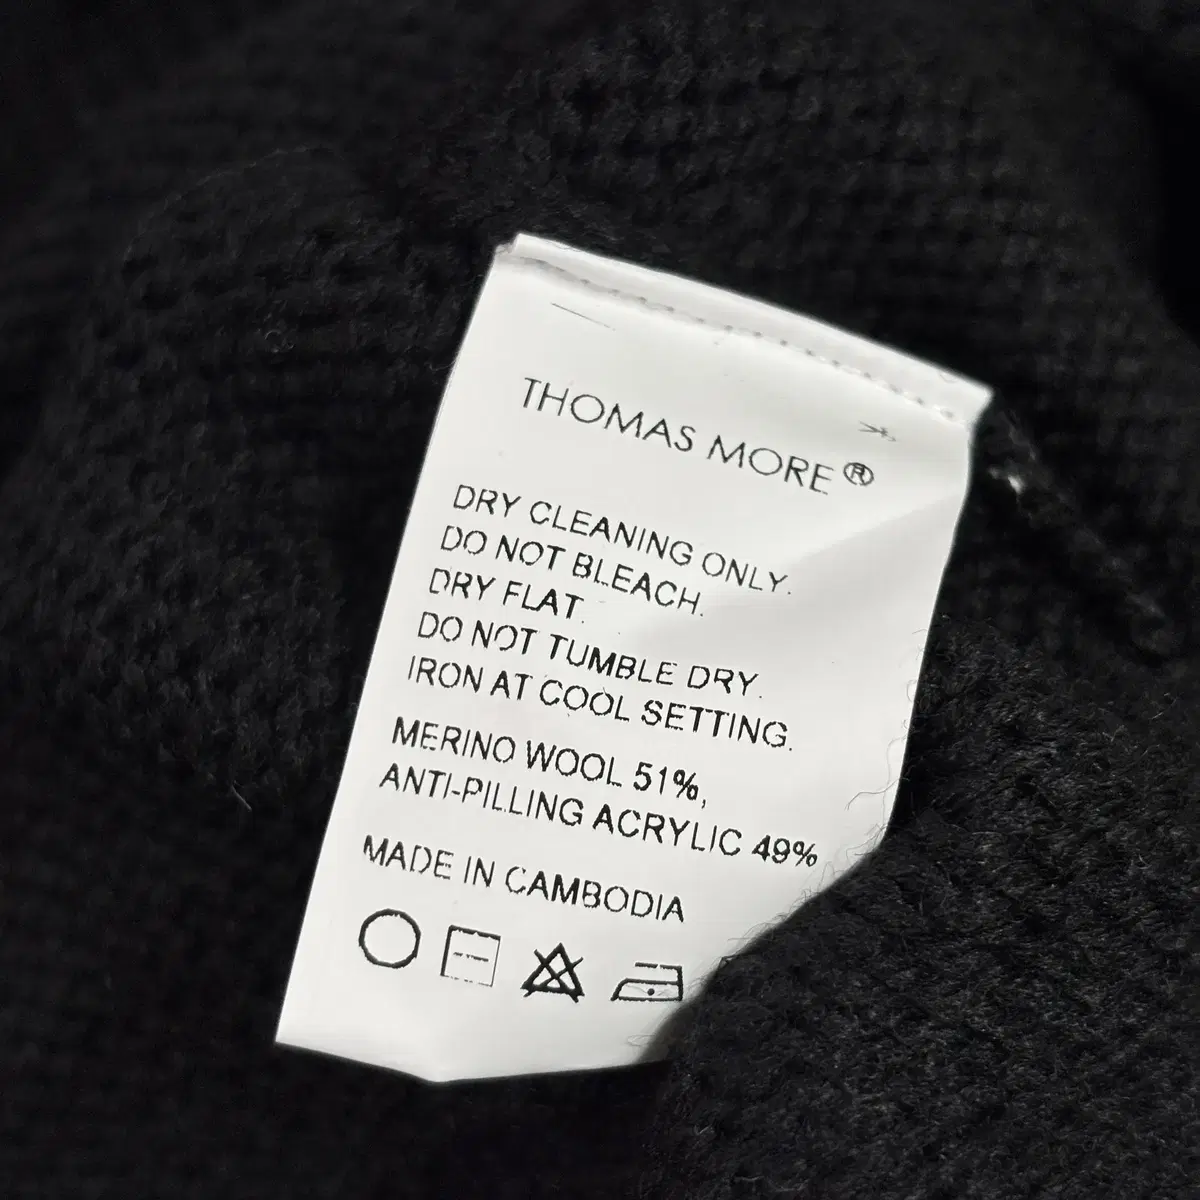 THOMAS MORE®
DRY CLEANING ONLY.
DO NOT BLEACH.
DRY FLAT.
DO NOT TUMBLE DRY.
IRON AT COOL SETTING.
MERINO WOOL 51%,
ANTI-PILLING ACRYLIC 49%
MADE IN CAMBODIA